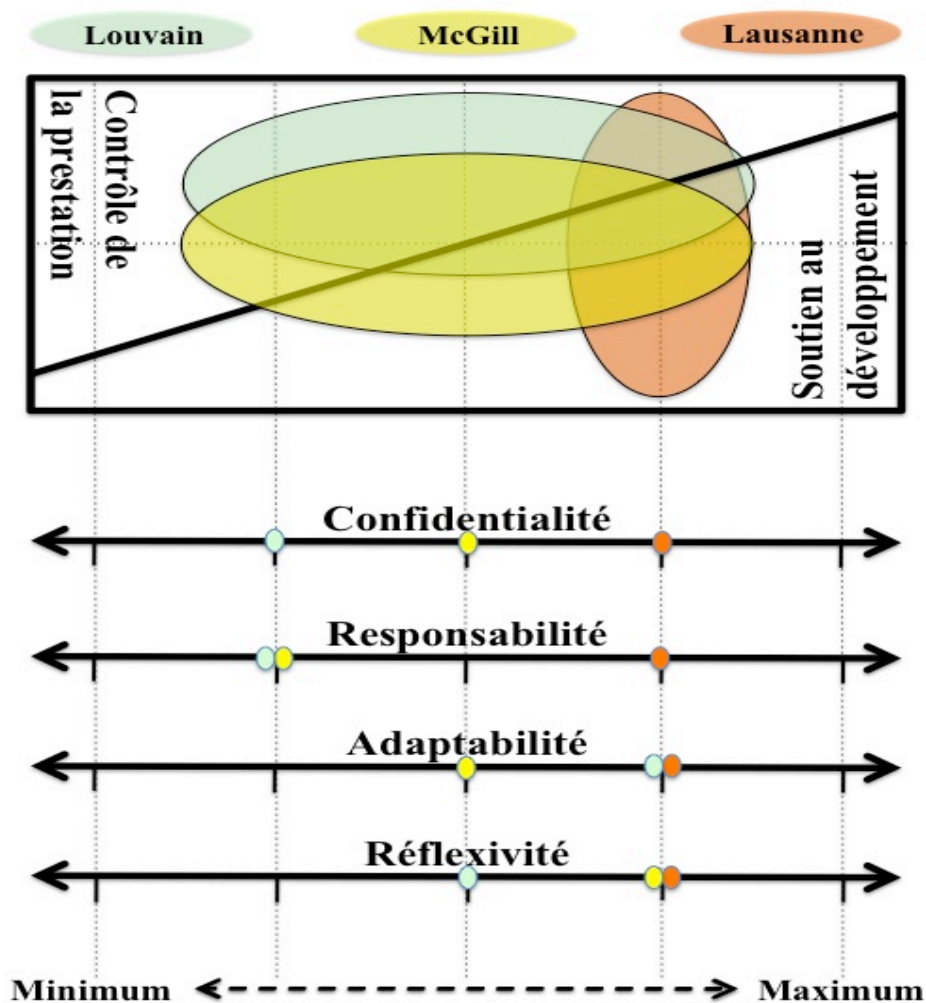 Louvain
McGill
Lausanne
Contrôle de
la prestation
Soutien au
développement
Confidentialité
Responsabilité
Adaptabilité
Réflexivité
Minimum
Maximum